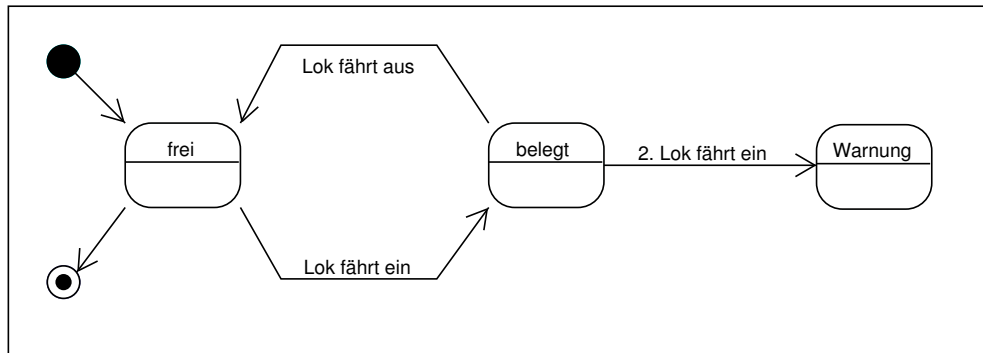 Lok fährt aus
frei
belegt
2. Lok fährt ein
Warnung
Lok fährt ein